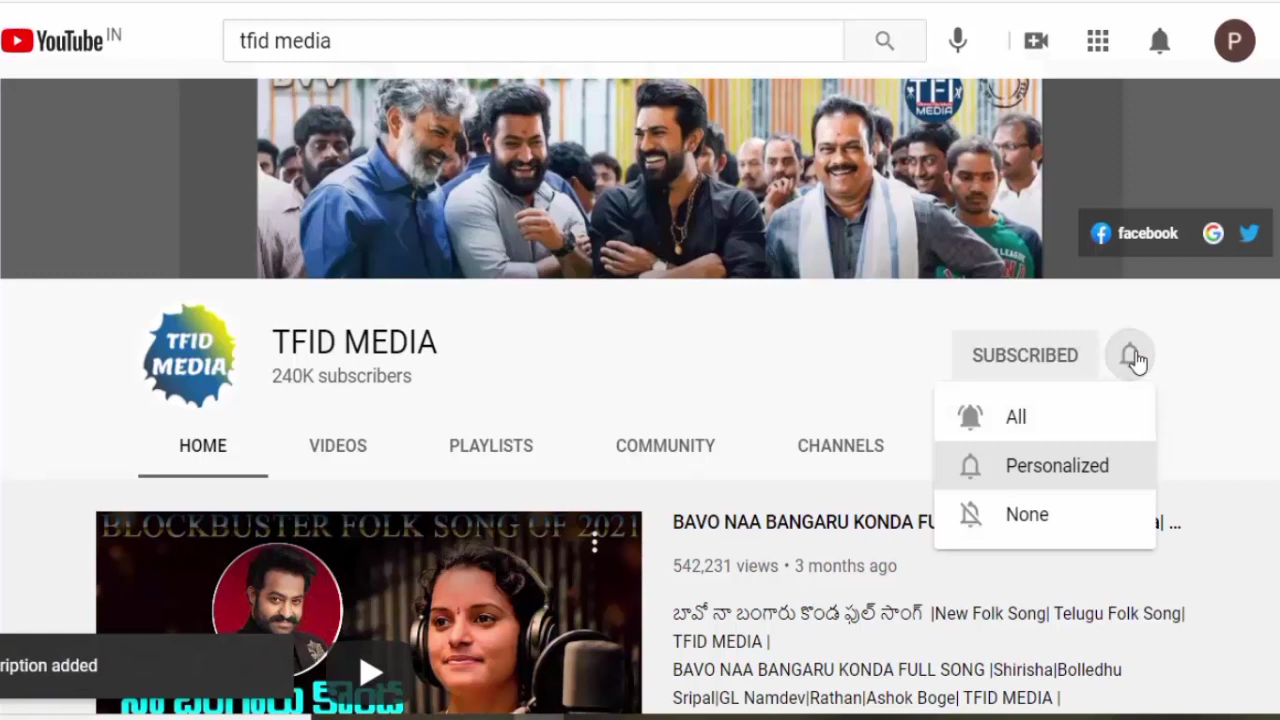 YouTube IN
tfid media
P
TFI
MEDIA
facebook
TFID
MEDIA
TFID MEDIA
240K subscribers
SUBSCRIBED
All
Personalized
None
HOME VIDEOS PLAYLISTS COMMUNITY CHANNELS
BLOCKBUSTER FOLK SONG OF 2021
BAVO NAA BANGARU KONDA FU | ...
542,231 views • 3 months ago
బావో నా బంగారు కొండ ఫుల్ సాంగ్ |New Folk Song| Telugu Folk Song|
TFID MEDIA |
BAVO NAA BANGARU KONDA FULL SONG |Shirisha|Bolledhu
Sripal|GL Namdev|Rathan|Ashok Boge| TFID MEDIA |
ription added
నా బంగారు కొండ